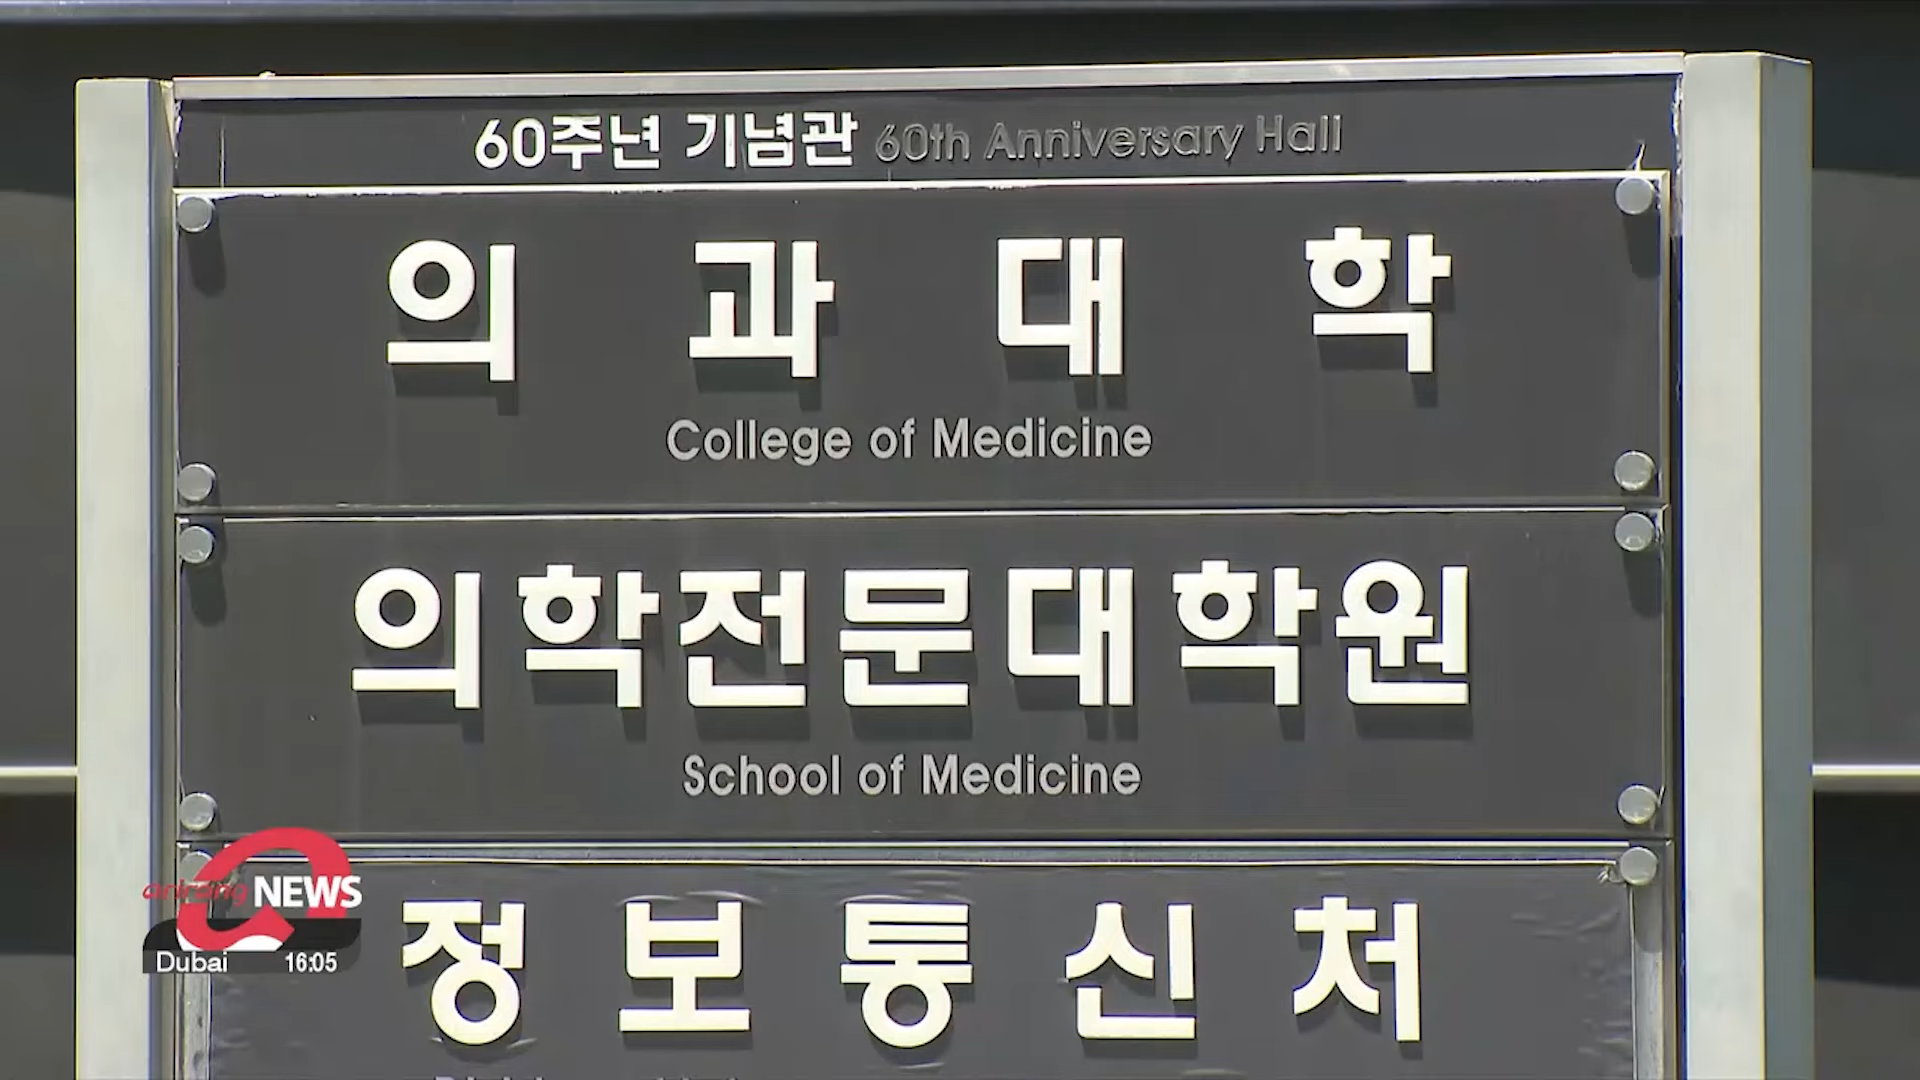 60주년 기념관 60th Anniversary Hall
의과대학
College of Medicine
의학전문대학원
School of Medicine
정보통신처
arirang NEWS
Dubai 16:05